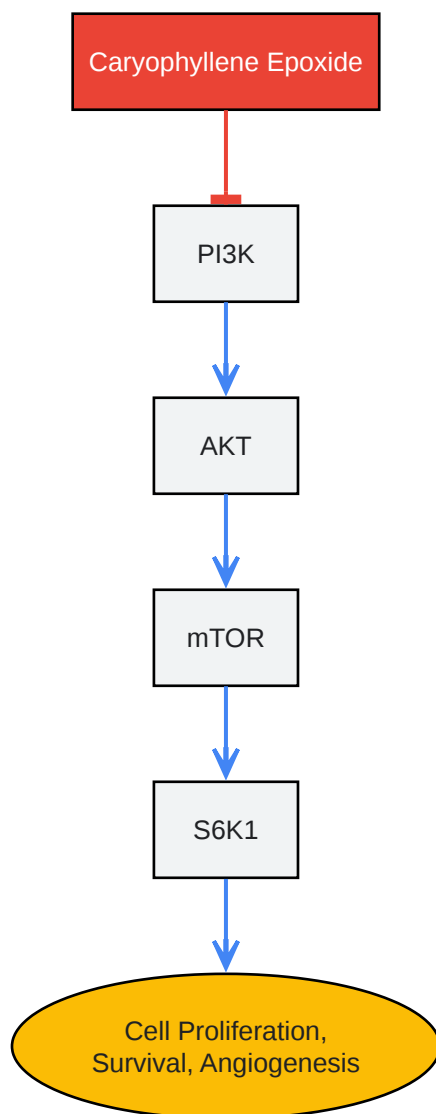 Caryophyllene Epoxide
PI3K
AKT
mTOR
S6K1
Cell Proliferation,
Survival, Angiogenesis